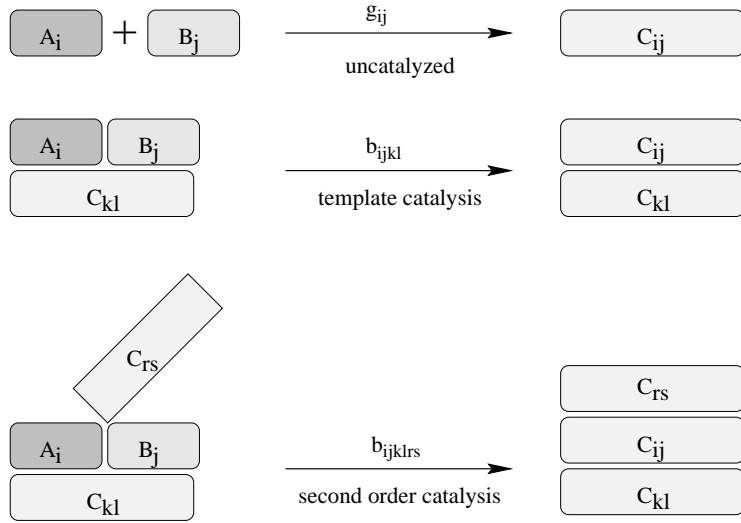 A_i + B_j g_ij C_ij
uncatalyzed
A_i B_j b_ijkl C_ij
C_kl template catalysis C_kl
C_rs
C_rs
A_i B_j b_ijklrs C_ij
C_kl second order catalysis C_kl